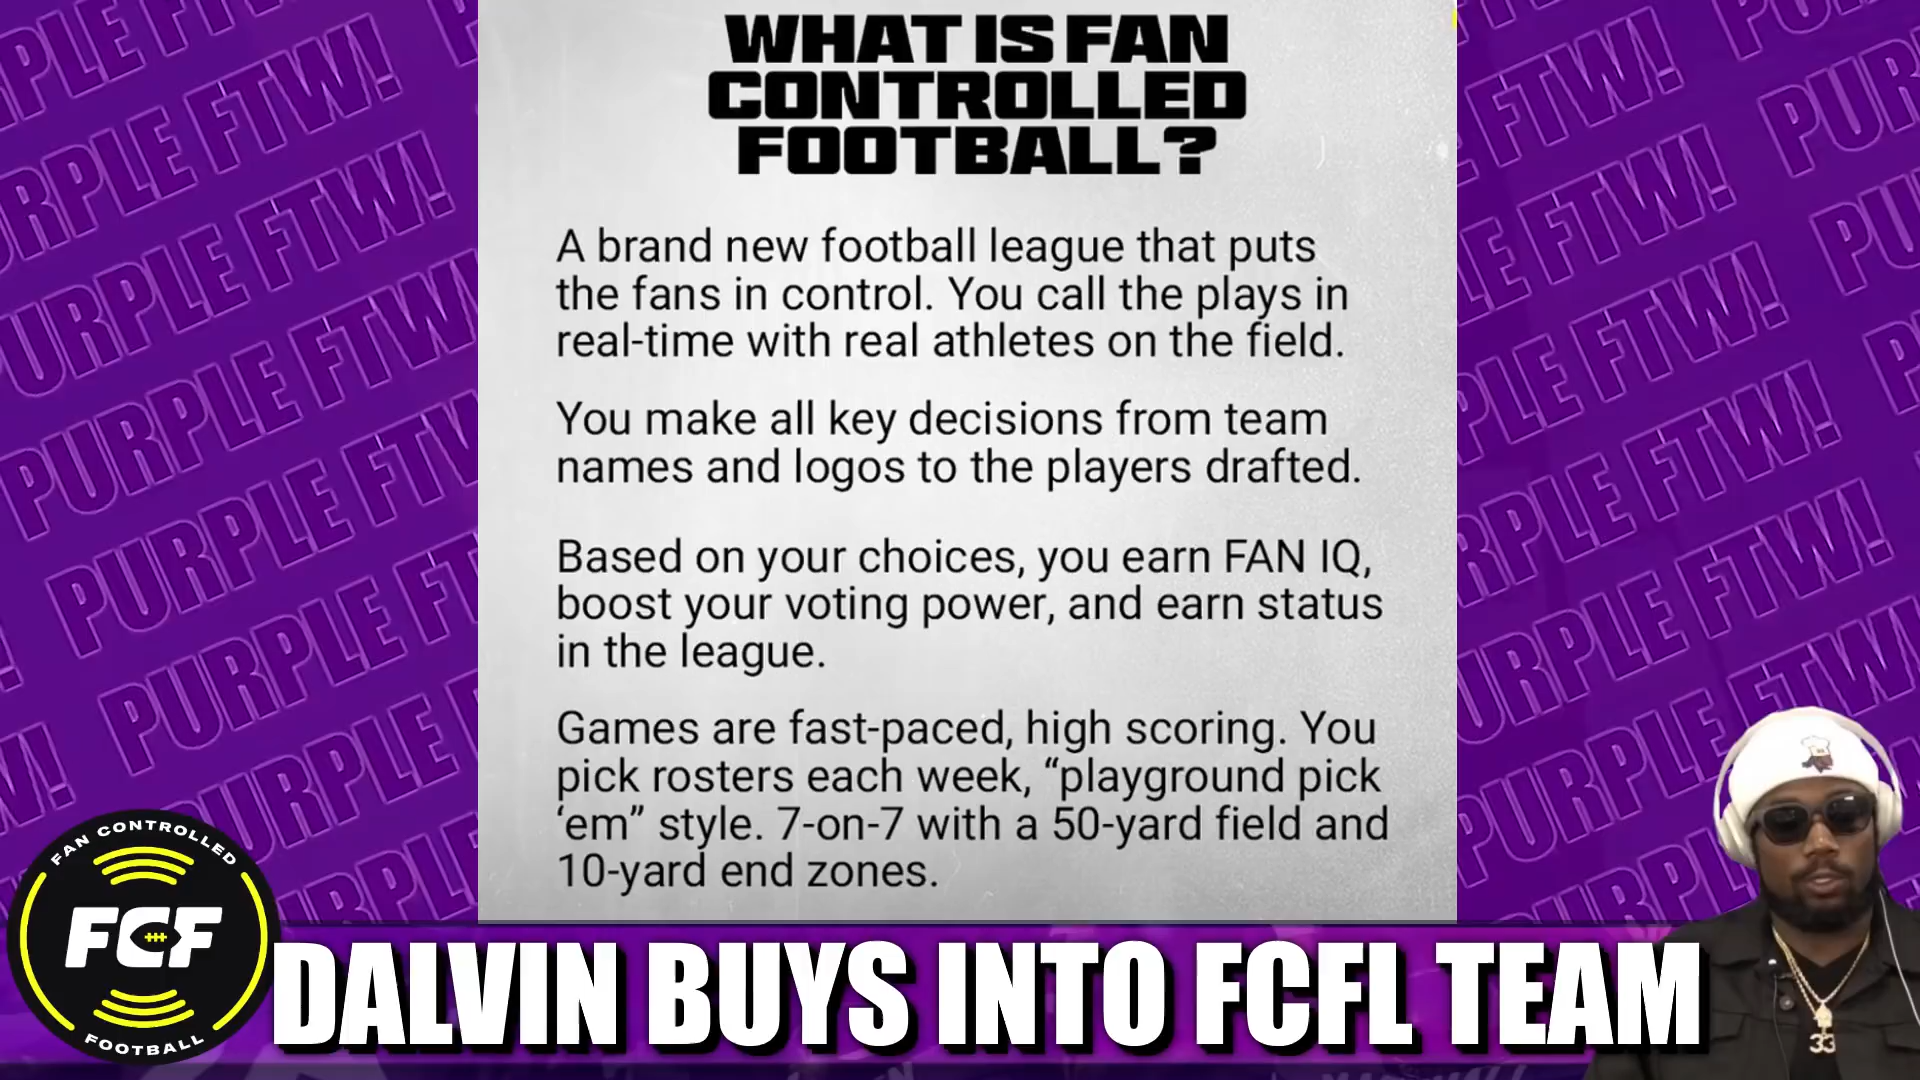 WHAT IS FAN
CONTROLLED
FOOTBALL?
A brand new football league that puts
the fans in control. You call the plays in
real-time with real athletes on the field.
You make all key decisions from team
names and logos to the players drafted.
Based on your choices, you earn FAN IQ,
boost your voting power, and earn status
in the league.
Games are fast-paced, high scoring. You
pick rosters each week, “playground pick
‘em” style. 7-on-7 with a 50-yard field and
10-yard end zones.
PURPLE FTW!
FAN CONTROLLED
FCF
FOOTBALL
DALVIN BUYS INTO FCFL TEAM
33